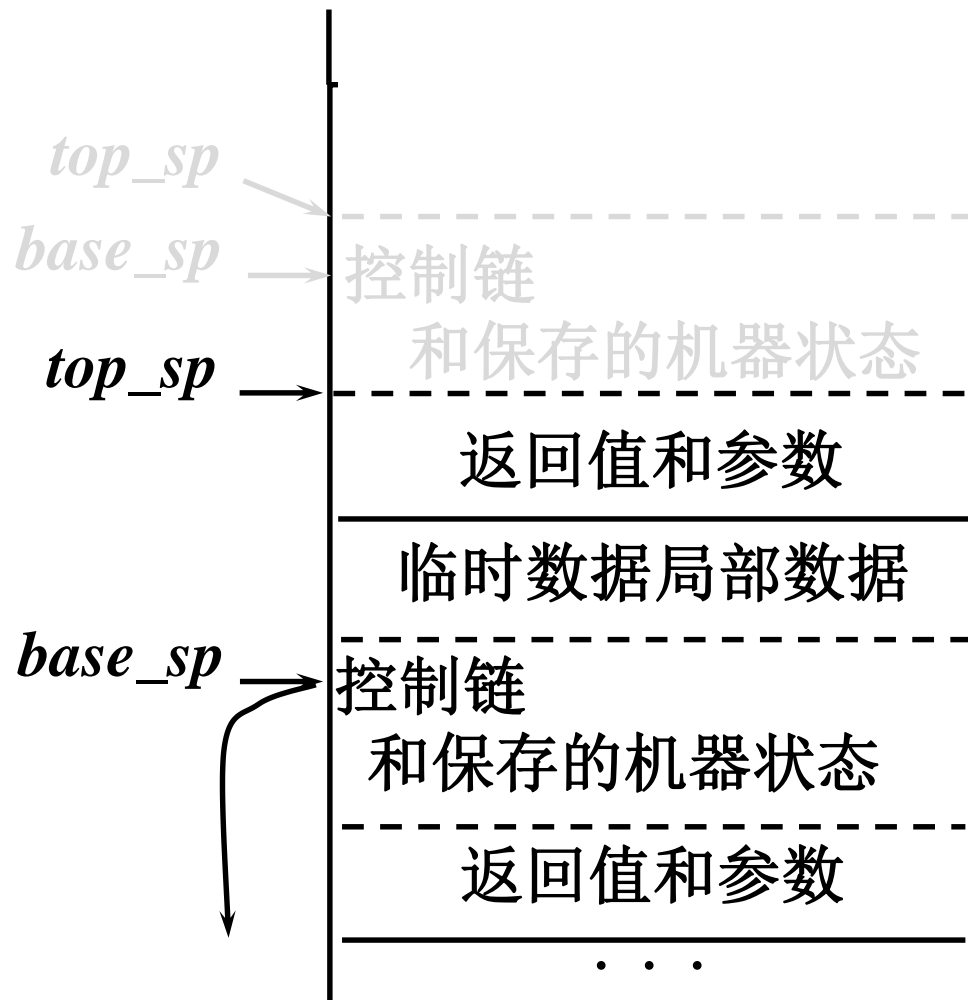 top_sp
base_sp
控制链
和保存的机器状态
top_sp
返回值和参数
临时数据局部数据
base_sp
控制链
和保存的机器状态
返回值和参数
. . .